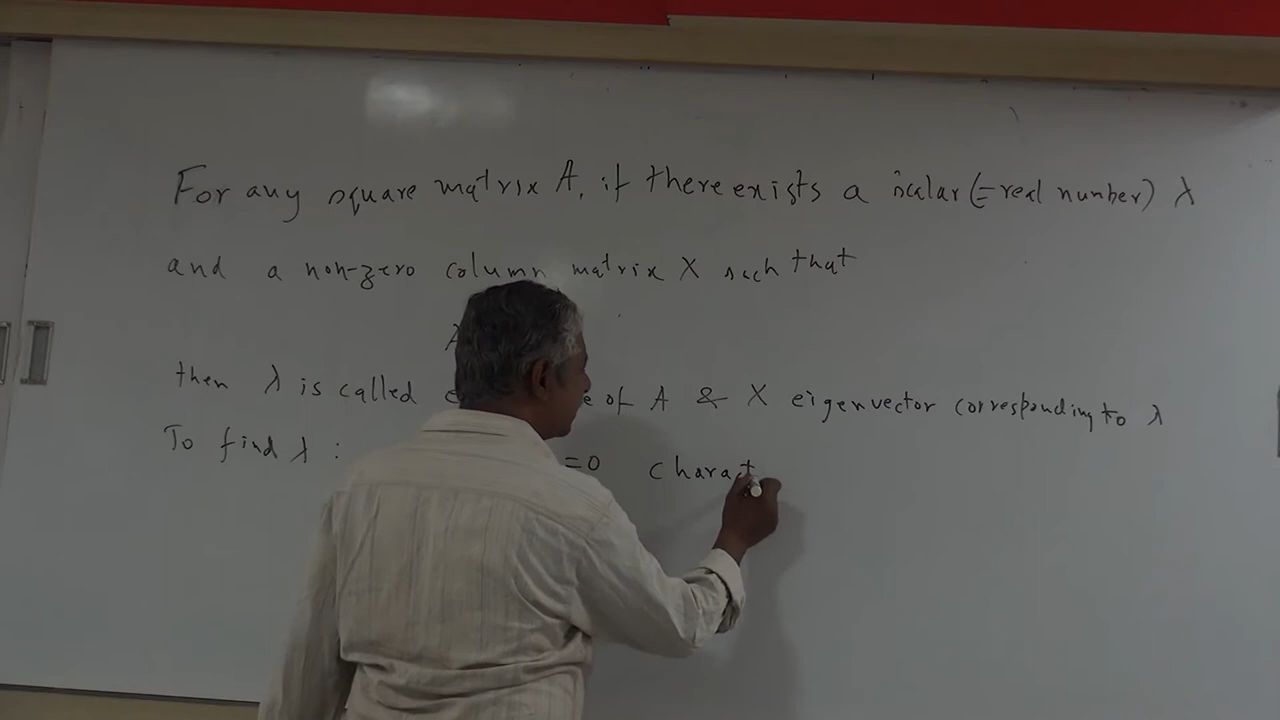 For any square matrix A, if there exists a scalar (= real number) λ
and a non-zero column matrix X such that
then λ is called of A & X eigenvector corresponding to λ
To find λ : =0 charact